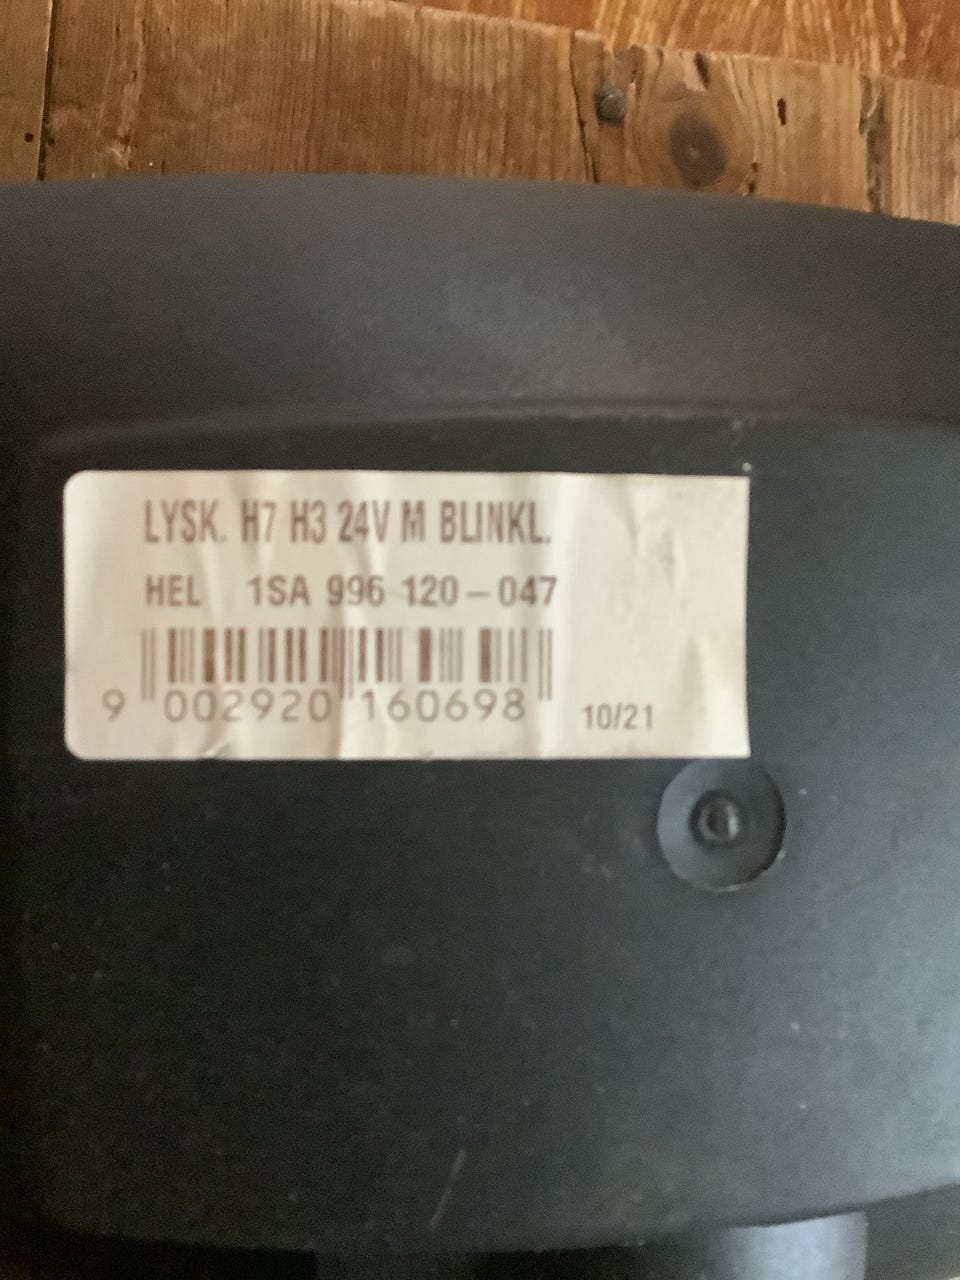 LYSK. H7 H3 24V M BLINKL.
HEL 1SA 996 120-047
9 002920 160698
10/21